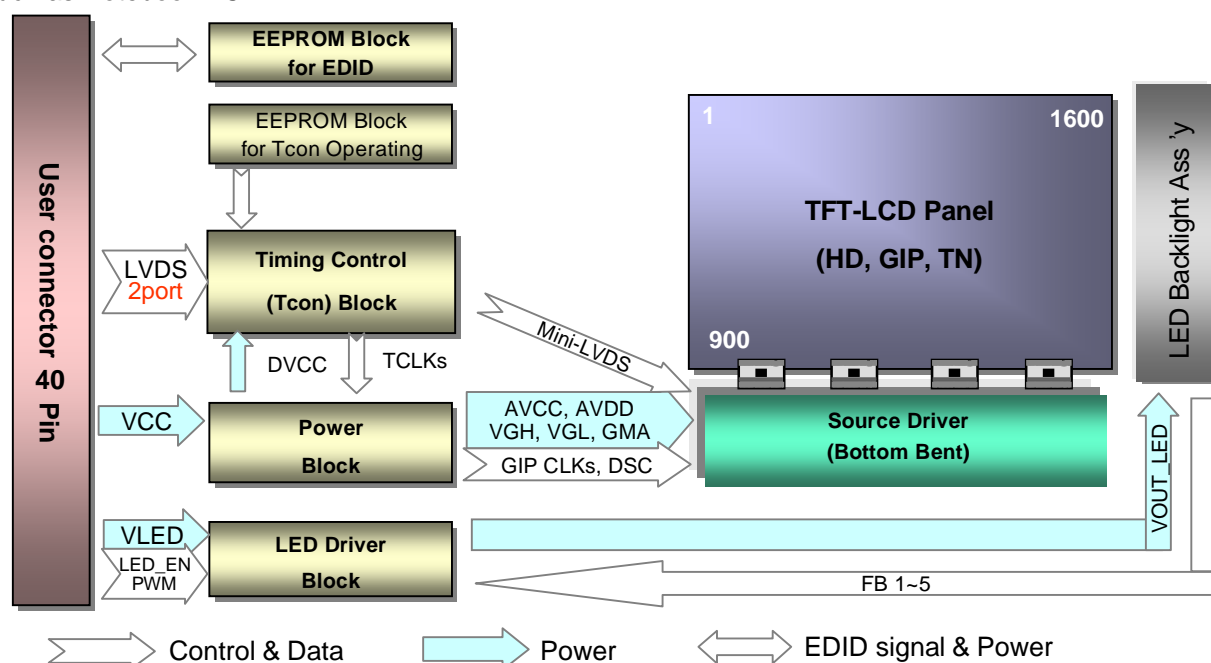 EEPROM Block
for EDID
EEPROM Block
for Tcon Operating
User connector 40 Pin
LVDS
2port
Timing Control
(Tcon) Block
DVCC
TCLKs
Mini-LVDS
1
1600
TFT-LCD Panel
(HD, GIP, TN)
900
LED Backlight Ass 'y
VCC
Power
Block
AVCC, AVDD
VGH, VGL, GMA
GIP CLKs, DSC
Source Driver
(Bottom Bent)
VOUT_LED
VLED
LED_EN
PWM
LED Driver
Block
FB 1~5
Control & Data
Power
EDID signal & Power